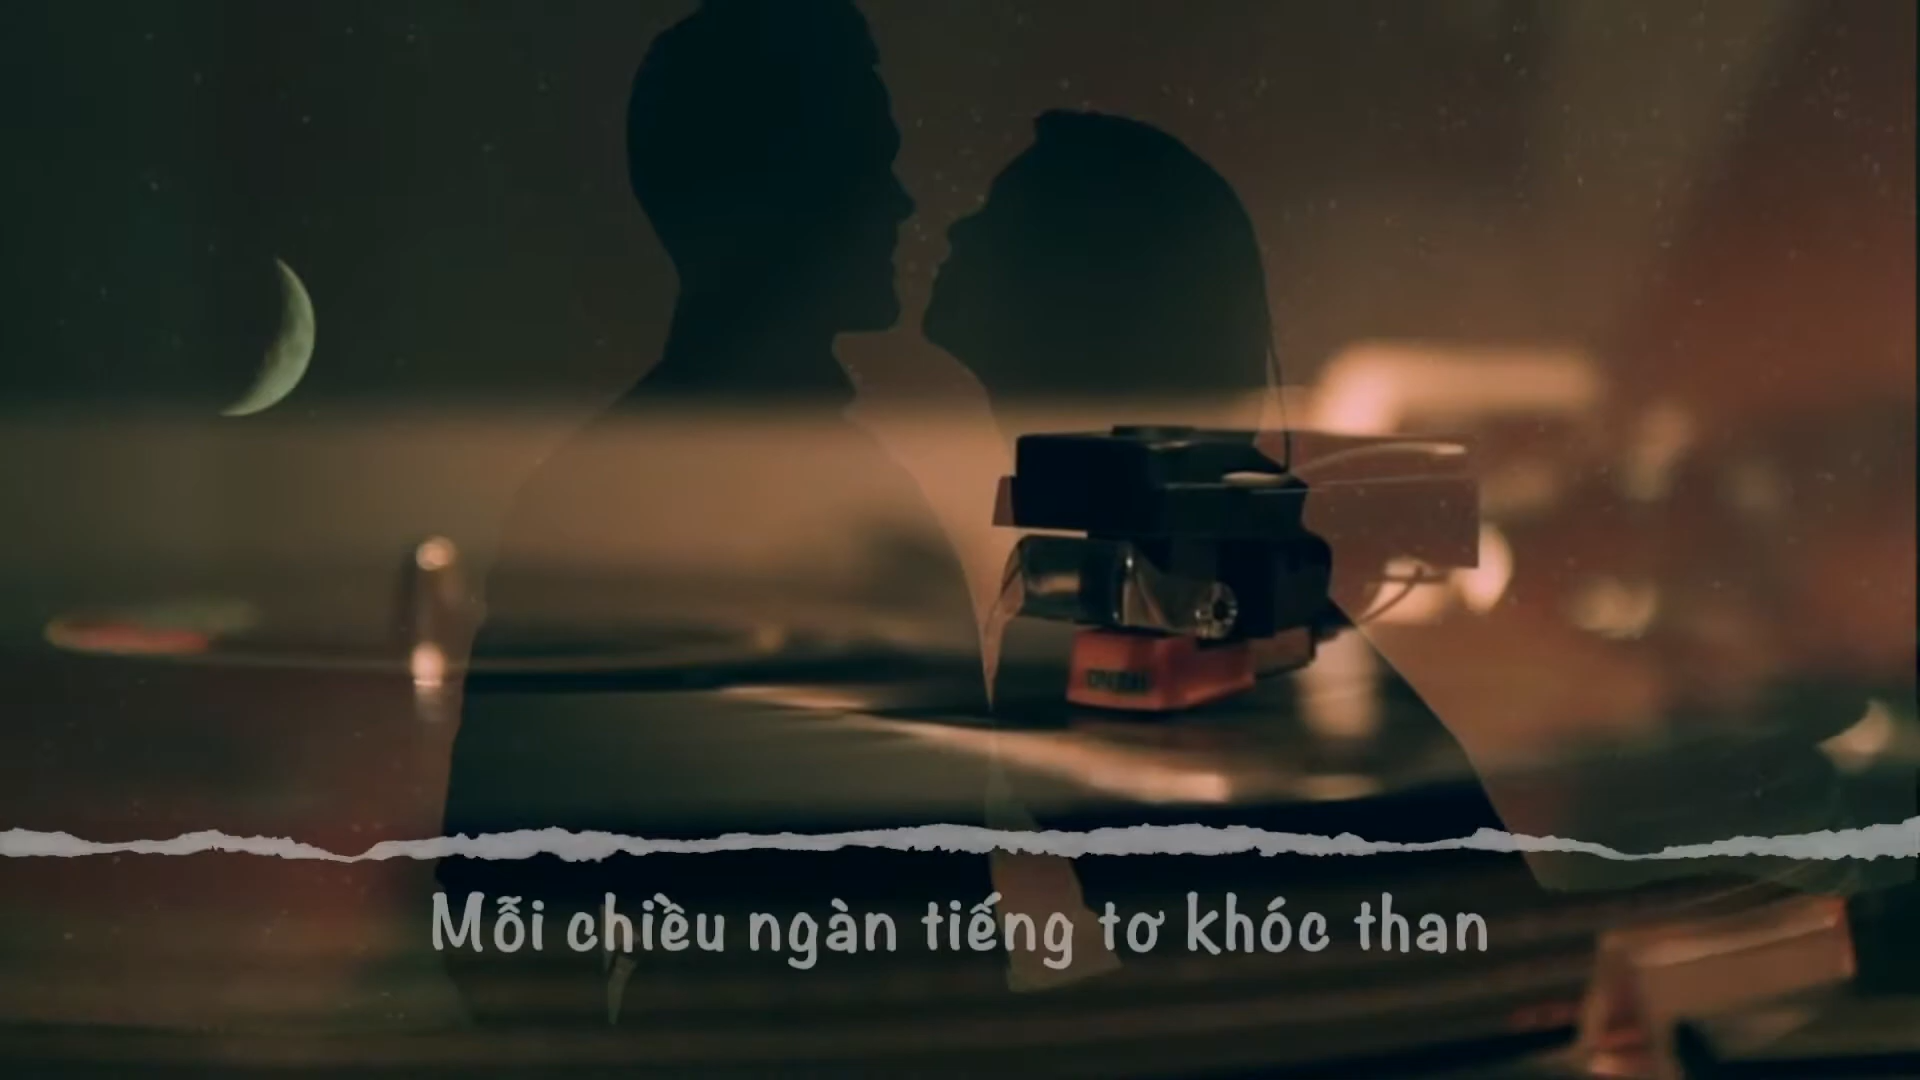 Mỗi chiều ngàn tiếng tơ khóc than